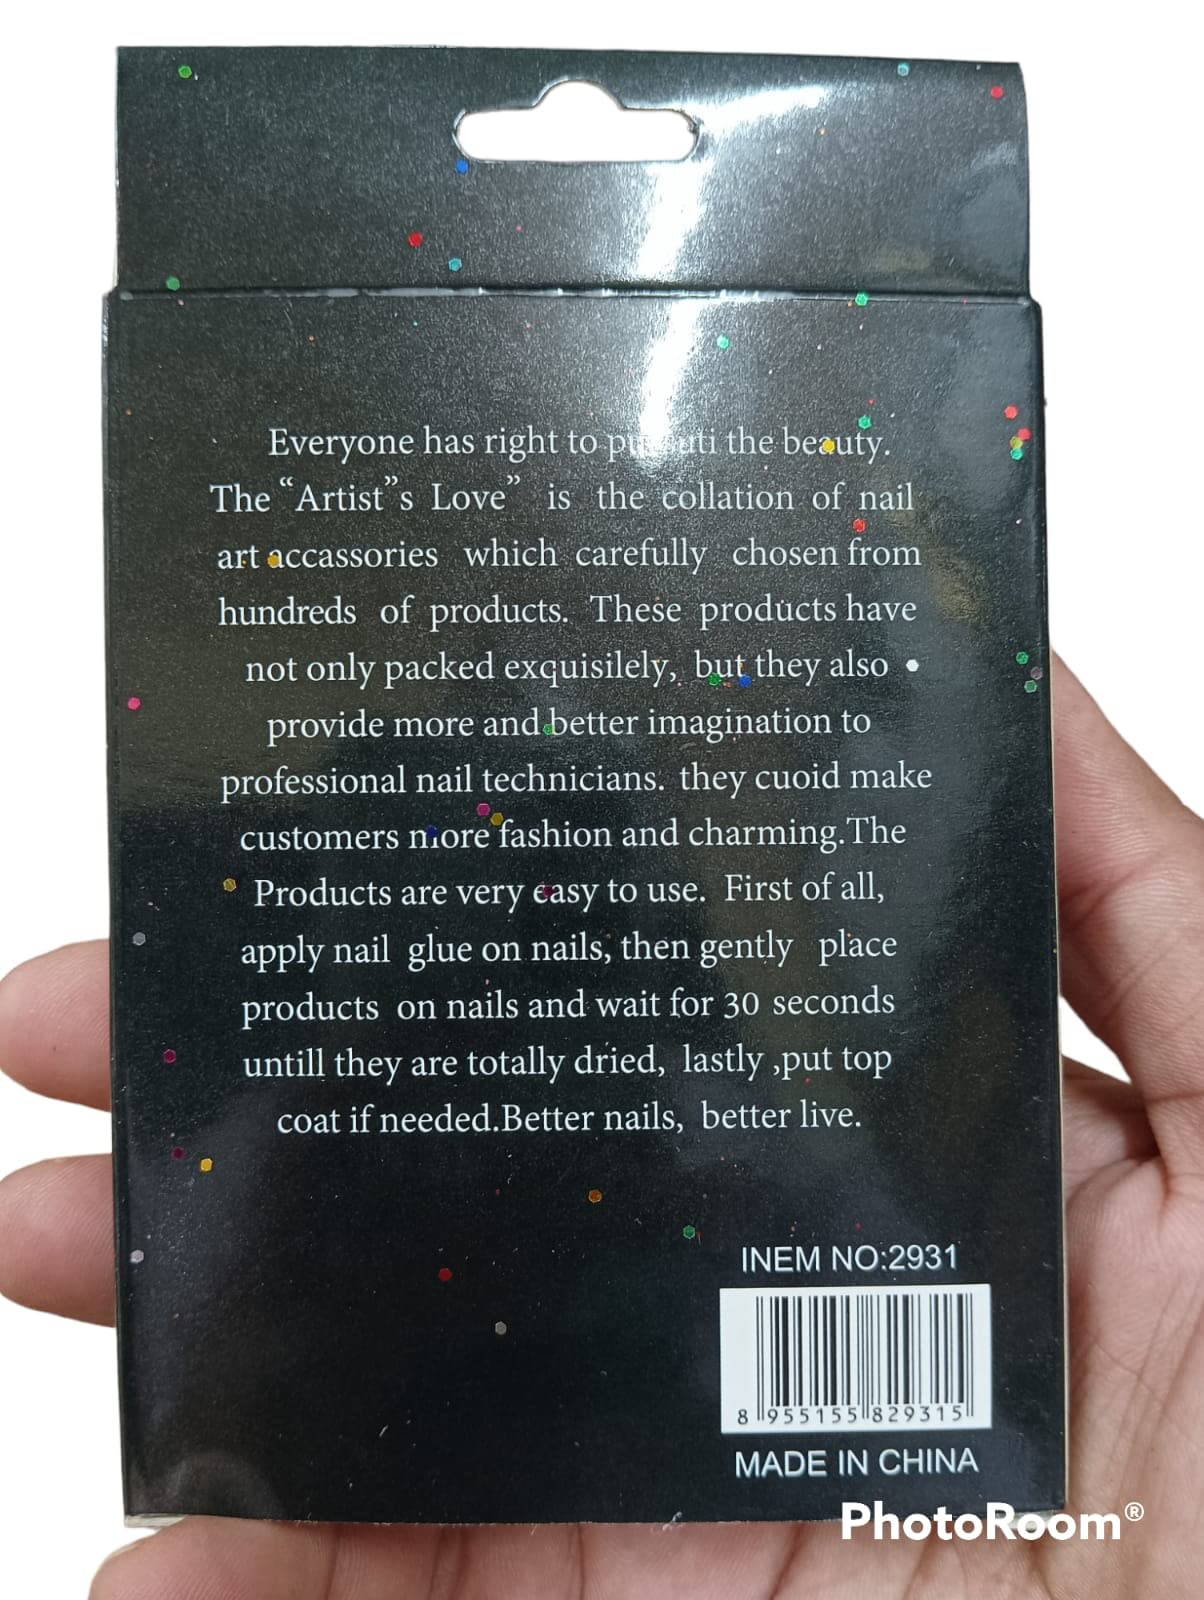 Everyone has right to the beauty.
The “Artist”s Love” is the collation of nail
art accassories which carefully chosen from
hundreds of products. These products have
not only packed exquisilely, but they also
provide more and better imagination to
professional nail technicians. they cuoid make
customers more fashion and charming.The
Products are very easy to use. First of all,
apply nail glue on nails, then gently place
products on nails and wait for 30 seconds
untill they are totally dried, lastly ,put top
coat if needed.Better nails, better live.
INEM NO:2931
8 955155 829315
MADE IN CHINA
PhotoRoom®